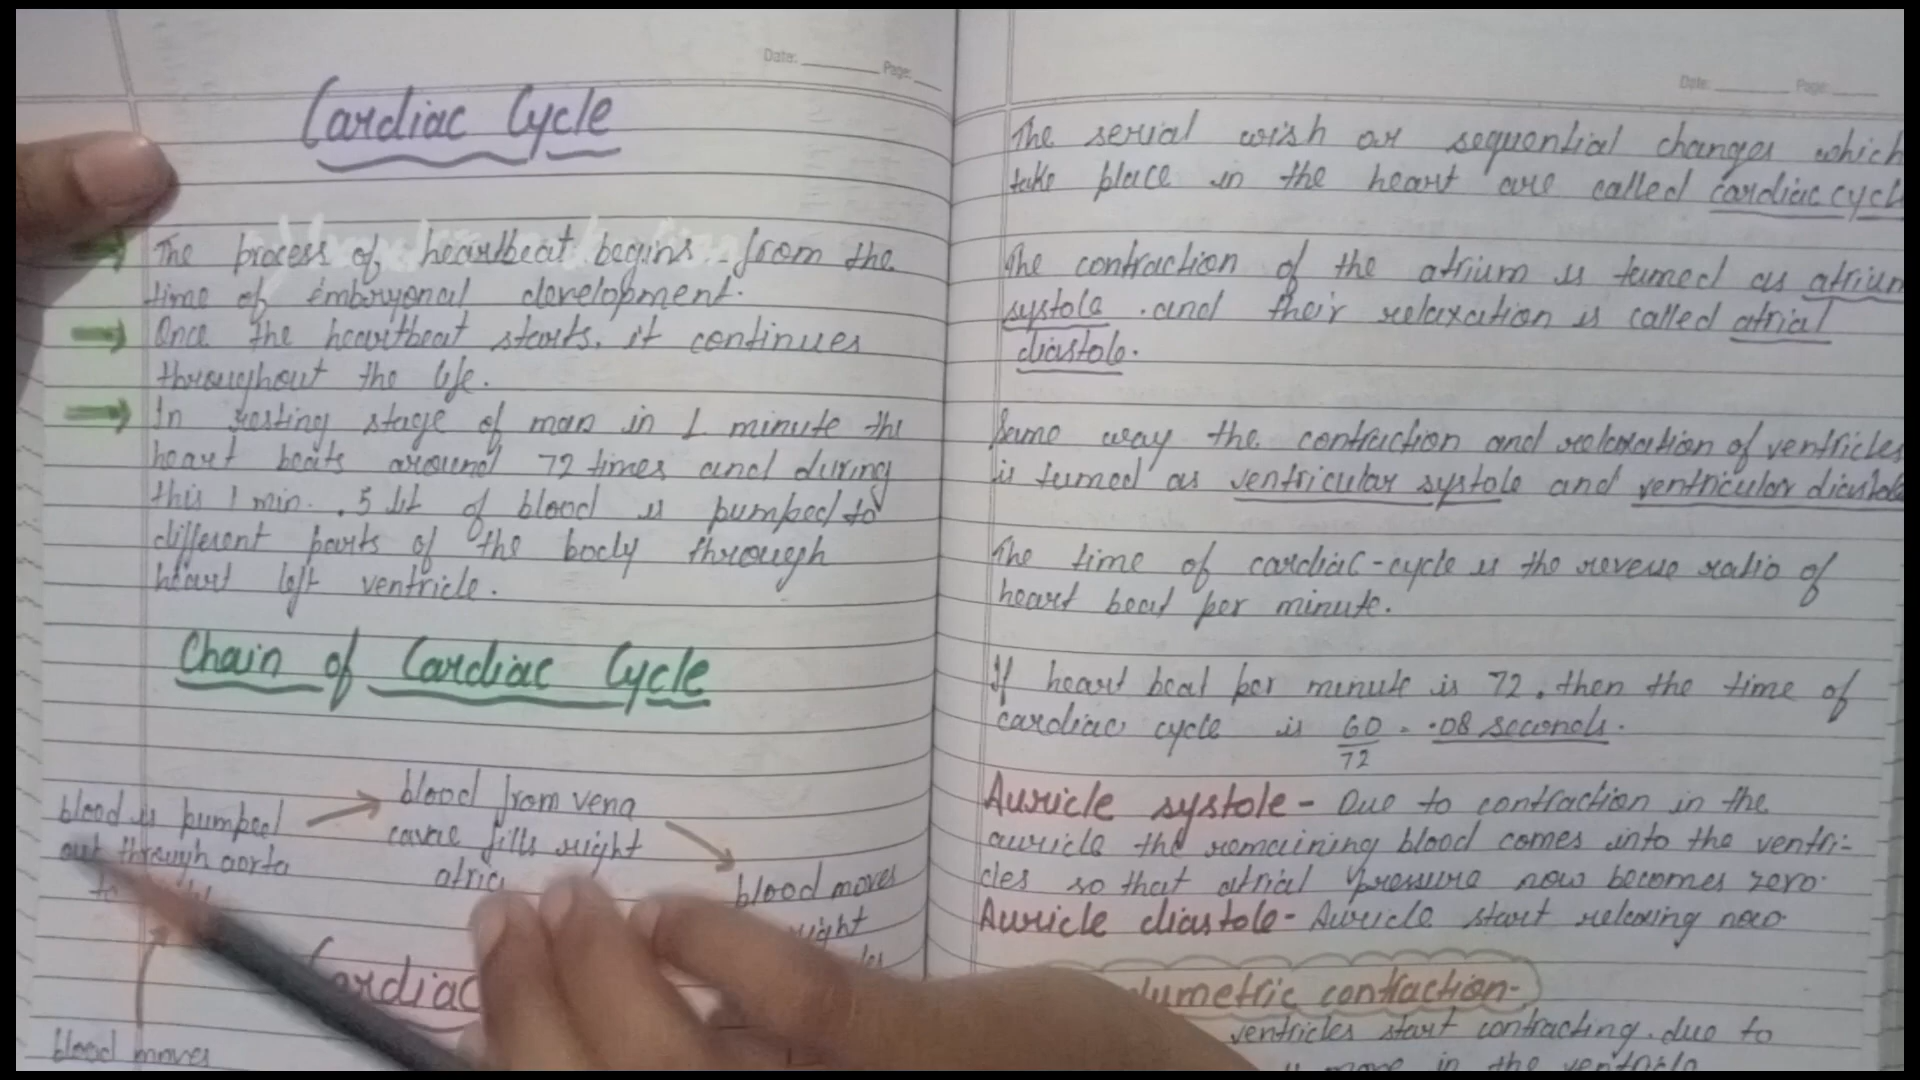 Date: Page:
Cardiac Cycle
The process of heartbeat begins from the
time of embryonal development.
Once the heartbeat starts, it continues
throughout the life.
In resting stage of man in 1 minute the
heart beats around 72 times and during
this 1 min. 5 lit of blood is pumped to
different parts of the body through
heart left ventricle.
Chain of Cardiac Cycle
blood is pumped
out through aorta
to
blood from vena
cavae fills right
atria
blood moves
right
Cardiac
blood moves
Date: Page:
The serial wish or sequential changes which
take place in the heart are called cardiac cycle
The contraction of the atrium is tumed as atrium
systole and their relaxation is called atrial
diastole.
Same way the contraction and relaxation of ventricles
is tumed as ventricular systole and ventricular diastole
The time of cardiac-cycle is the reverse ratio of
heart beat per minute.
If heart beat per minute is 72, then the time of
cardiac cycle is 60/72 = .08 seconds.
Auricle systole - Due to contraction in the
auricle the remaining blood comes into the ventri-
cles so that atrial pressure now becomes zero.
Auricle diastole - Auricle start relaxing now
lumetric contraction-
ventricles start contracting. due to
more in the ventricle